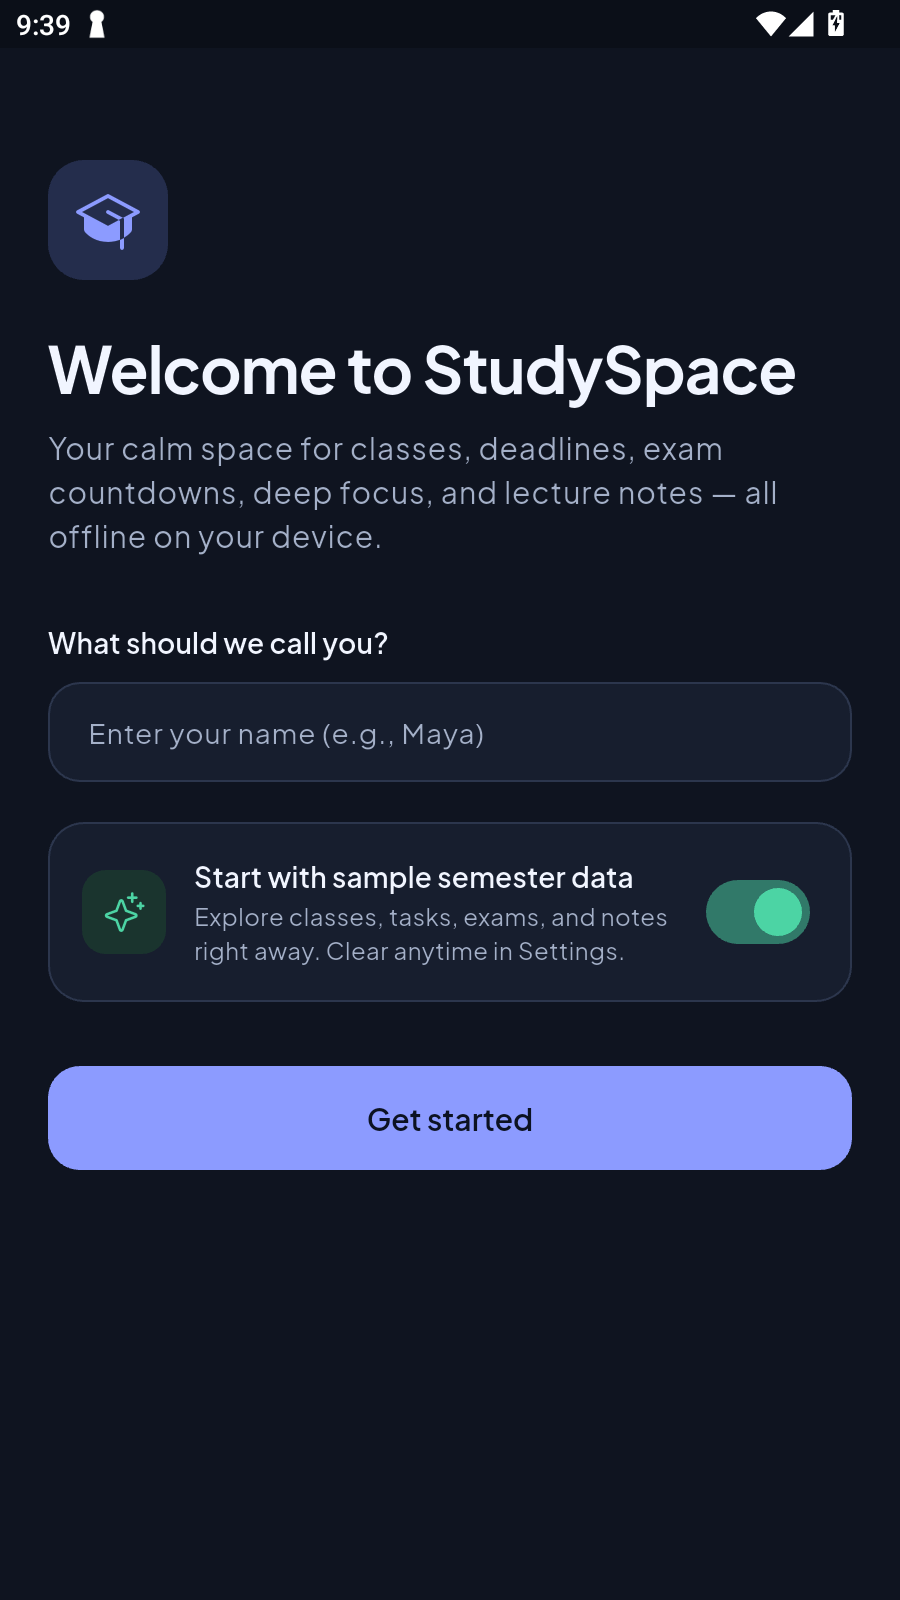 9:39
Welcome to StudySpace
Your calm space for classes, deadlines, exam
countdowns, deep focus, and lecture notes — all
offline on your device.
What should we call you?
Enter your name (e.g., Maya)
Start with sample semester data
Explore classes, tasks, exams, and notes
right away. Clear anytime in Settings.
Get started